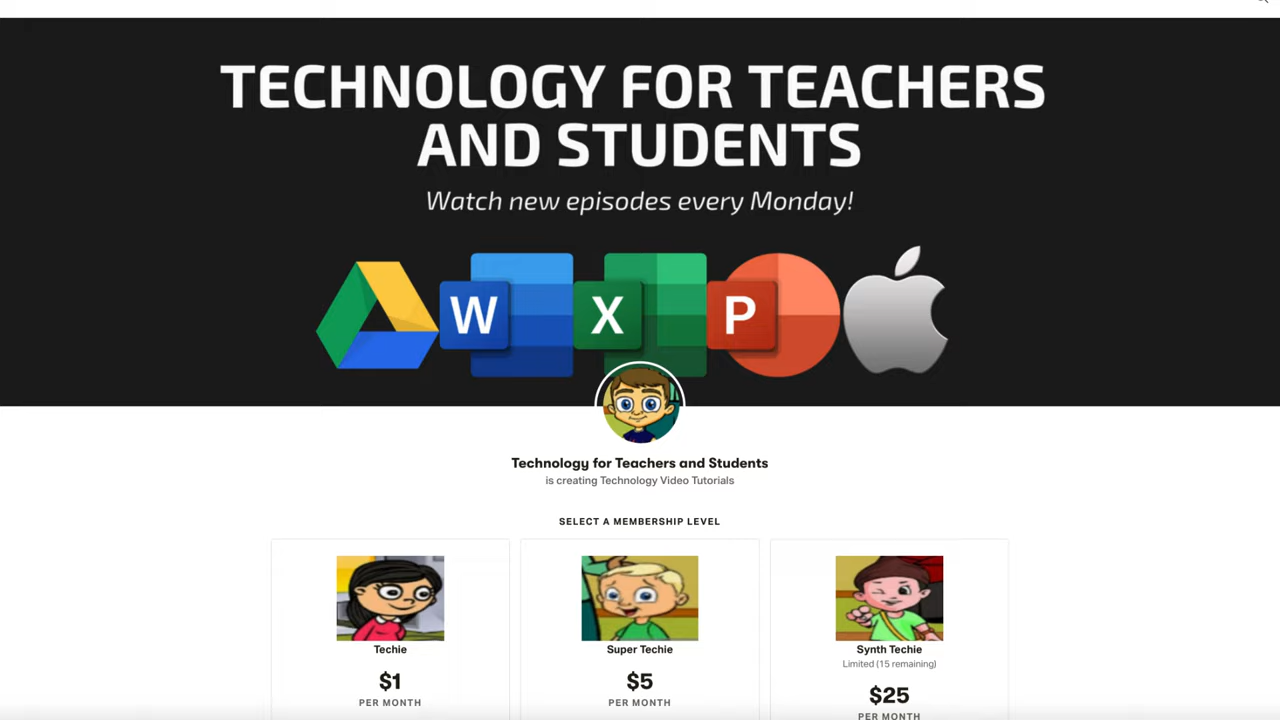 TECHNOLOGY FOR TEACHERS
AND STUDENTS
Watch new episodes every Monday!
W
X
P
Technology for Teachers and Students
is creating Technology Video Tutorials
SELECT A MEMBERSHIP LEVEL
Techie
$1
PER MONTH
Super Techie
$5
PER MONTH
Synth Techie
Limited (15 remaining)
$25
PER MONTH